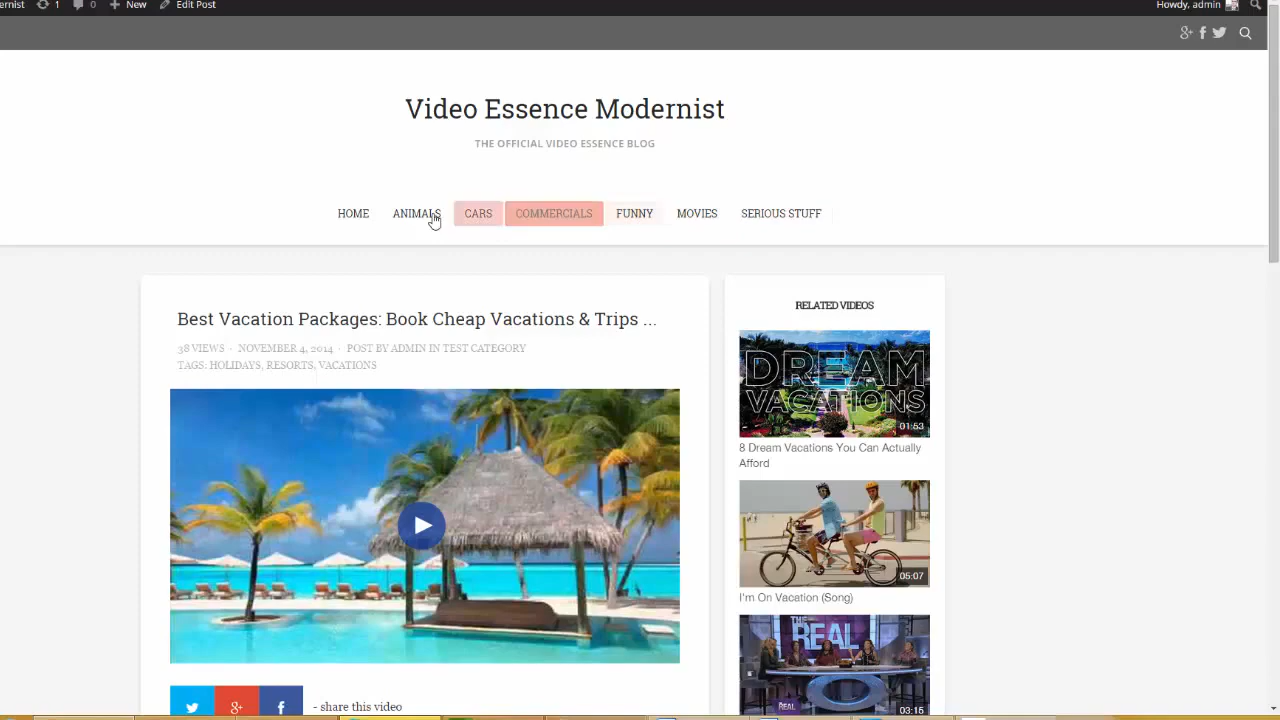 ernist 1 0 New Edit Post Howdy, admin
Video Essence Modernist
THE OFFICIAL VIDEO ESSENCE BLOG
HOME ANIMALS CARS COMMERCIALS FUNNY MOVIES SERIOUS STUFF
Best Vacation Packages: Book Cheap Vacations & Trips ...
38 VIEWS · NOVEMBER 4, 2014 · POST BY ADMIN IN TEST CATEGORY
TAGS: HOLIDAYS, RESORTS, VACATIONS
- share this video
RELATED VIDEOS
DREAM
VACATIONS
01:53
8 Dream Vacations You Can Actually
Afford
05:07
I'm On Vacation (Song)
THE
REAL
REAL
03:15